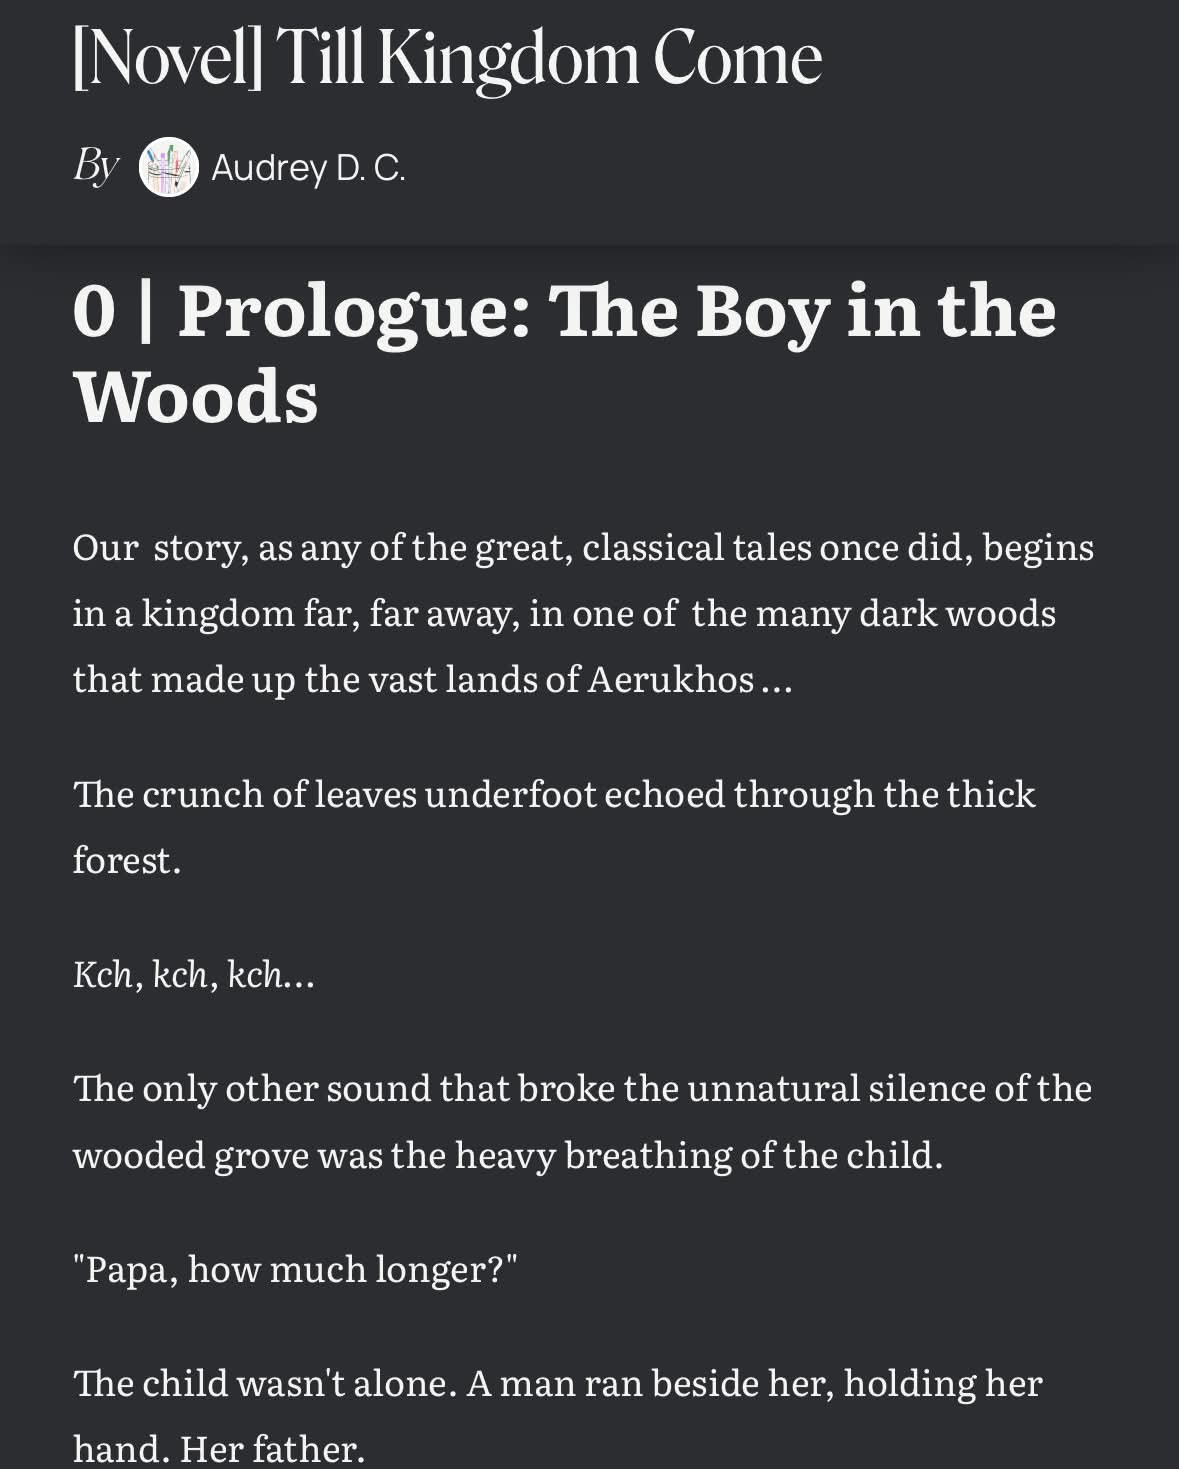 [Novel] Till Kingdom Come
By Audrey D. C.
0 | Prologue: The Boy in the
Woods
Our  story, as any of the great, classical tales once did, begins
in a kingdom far, far away, in one of  the many dark woods
that made up the vast lands of Aerukhos ...
The crunch of leaves underfoot echoed through the thick
forest.
Kch, kch, kch...
The only other sound that broke the unnatural silence of the
wooded grove was the heavy breathing of the child.
"Papa, how much longer?"
The child wasn't alone. A man ran beside her, holding her
hand. Her father.